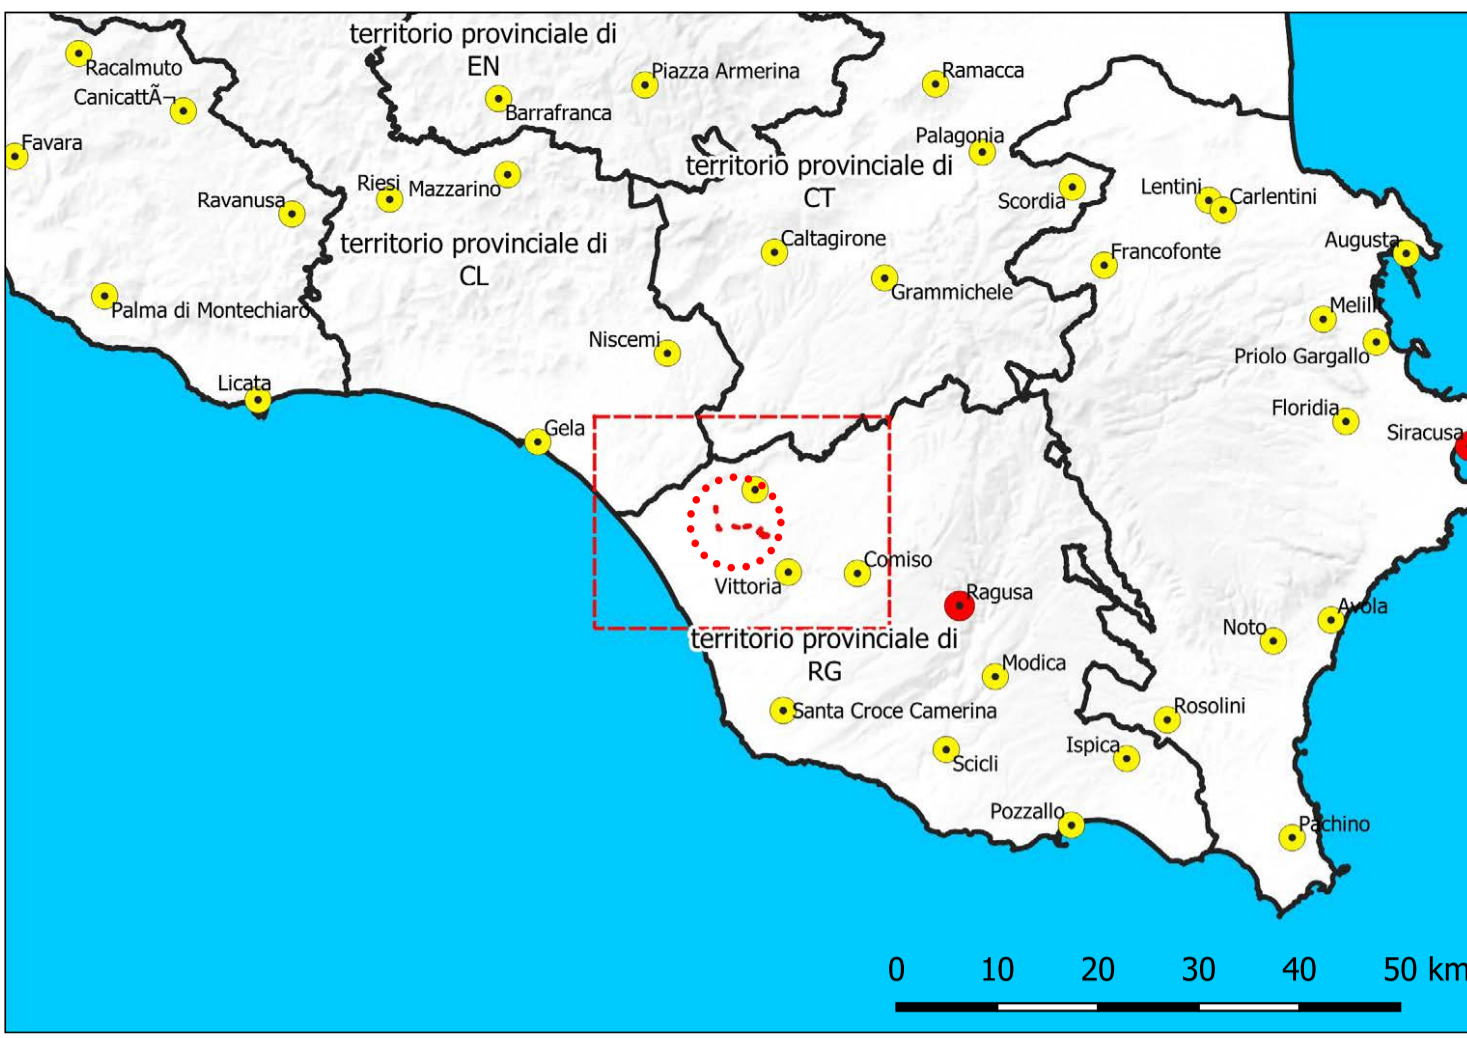 territorio provinciale di
EN
Racalmuto
CanicattÃ¬
Piazza Armerina
Ramacca
Barrafranca
Favara
Palagonia
territorio provinciale di
CT
Riesi
Mazzarino
Ravanusa
Scordia
Lentini
Carlentini
territorio provinciale di
CL
Caltagirone
Augusta
Francofonte
Grammichele
Palma di Montechiaro
Melilli
Niscemi
Priolo Gargallo
Licata
Floridia
Gela
Siracusa
Comiso
Vittoria
Ragusa
Avola
Noto
territorio provinciale di
RG
Modica
Santa Croce Camerina
Rosolini
Ispica
Scicli
Pozzallo
Pachino
0 10 20 30 40 50 km